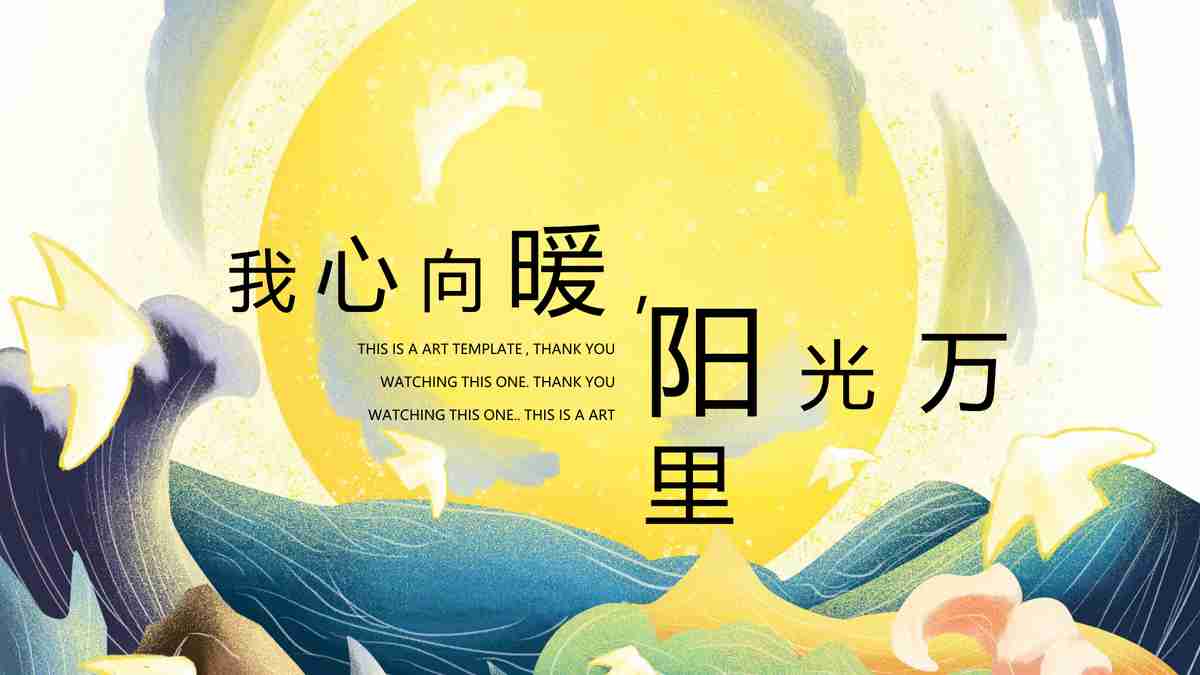 我心向暖，
阳光万
里
THIS IS A ART TEMPLATE , THANK YOU
WATCHING THIS ONE. THANK YOU
WATCHING THIS ONE.. THIS IS A ART